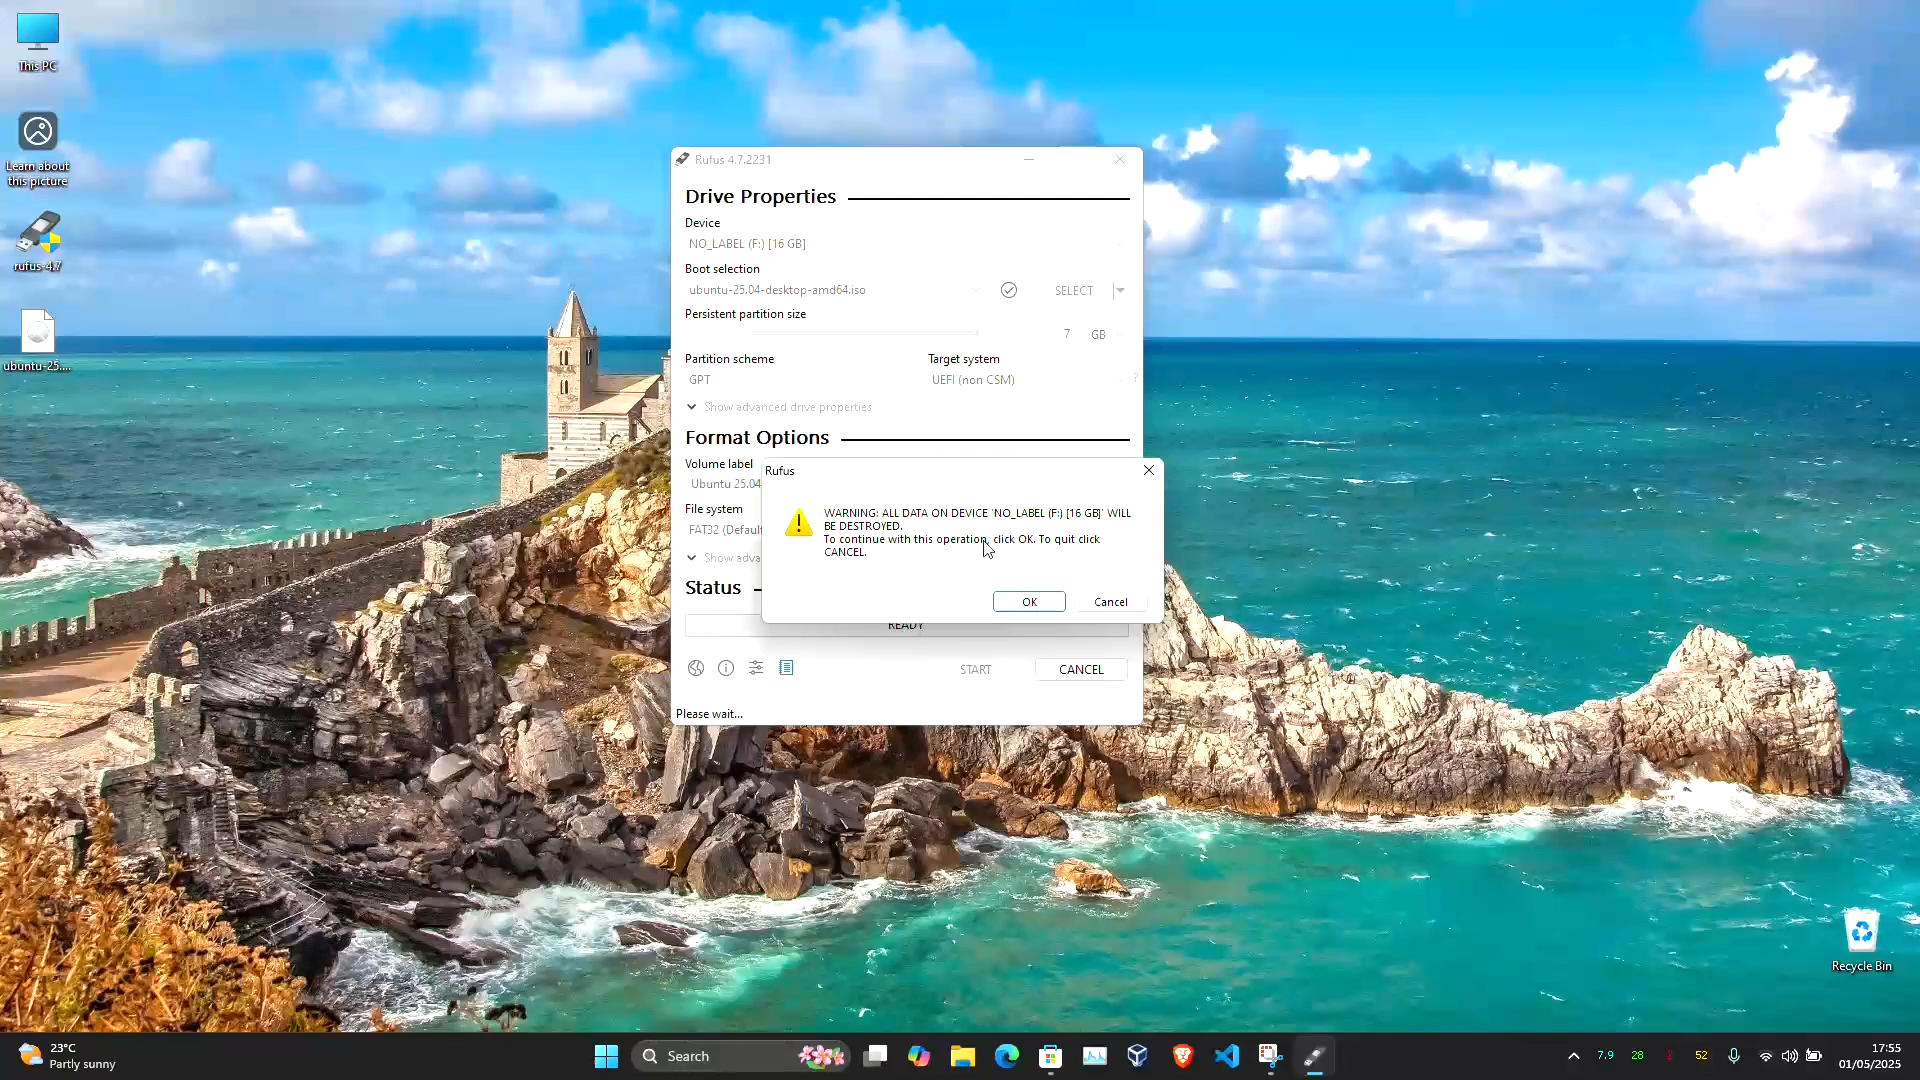 This PC
Learn about
this picture
rufus-4.7
ubuntu-25....
Rufus 4.7.2231
Drive Properties
Device
NO_LABEL (F:) [16 GB]
Boot selection
ubuntu-25.04-desktop-amd64.iso
SELECT
Persistent partition size
7 GB
Partition scheme
Target system
GPT
UEFI (non CSM)
?
Show advanced drive properties
Format Options
Volume label
Ubuntu 25.04
File system
FAT32 (Default
Show adva
Status
READY
START
CANCEL
Please wait...
Rufus
WARNING: ALL DATA ON DEVICE 'NO_LABEL (F:) [16 GB]' WILL
BE DESTROYED.
To continue with this operation, click OK. To quit click
CANCEL.
OK
Cancel
Recycle Bin
23°C
Partly sunny
Search
7.9
28
52
17:55
01/05/2025